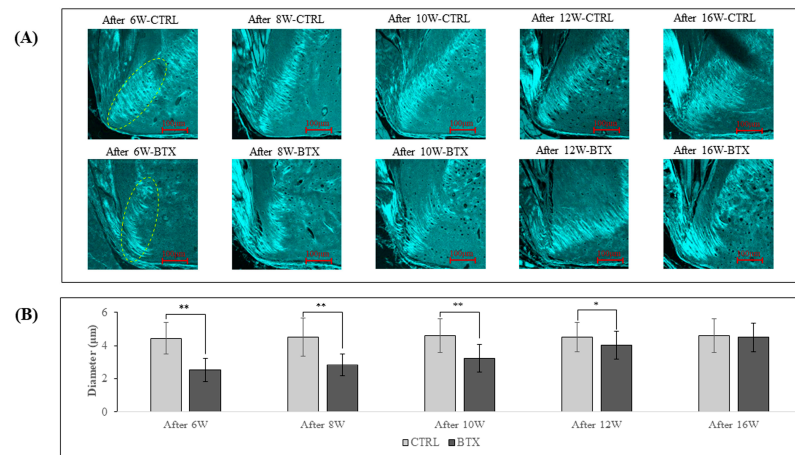 (A)
After 6W-CTRL After 8W-CTRL After 10W-CTRL After 12W-CTRL After 16W-CTRL
100μm 100μm 100μm 100μm 100μm
After 6W-BTX After 8W-BTX After 10W-BTX After 12W-BTX After 16W-BTX
100μm 100μm 100μm 100μm 100μm
(B)
Diameter (μm)
6
4
2
0
** ** ** *
After 6W After 8W After 10W After 12W After 16W
CTRL BTX